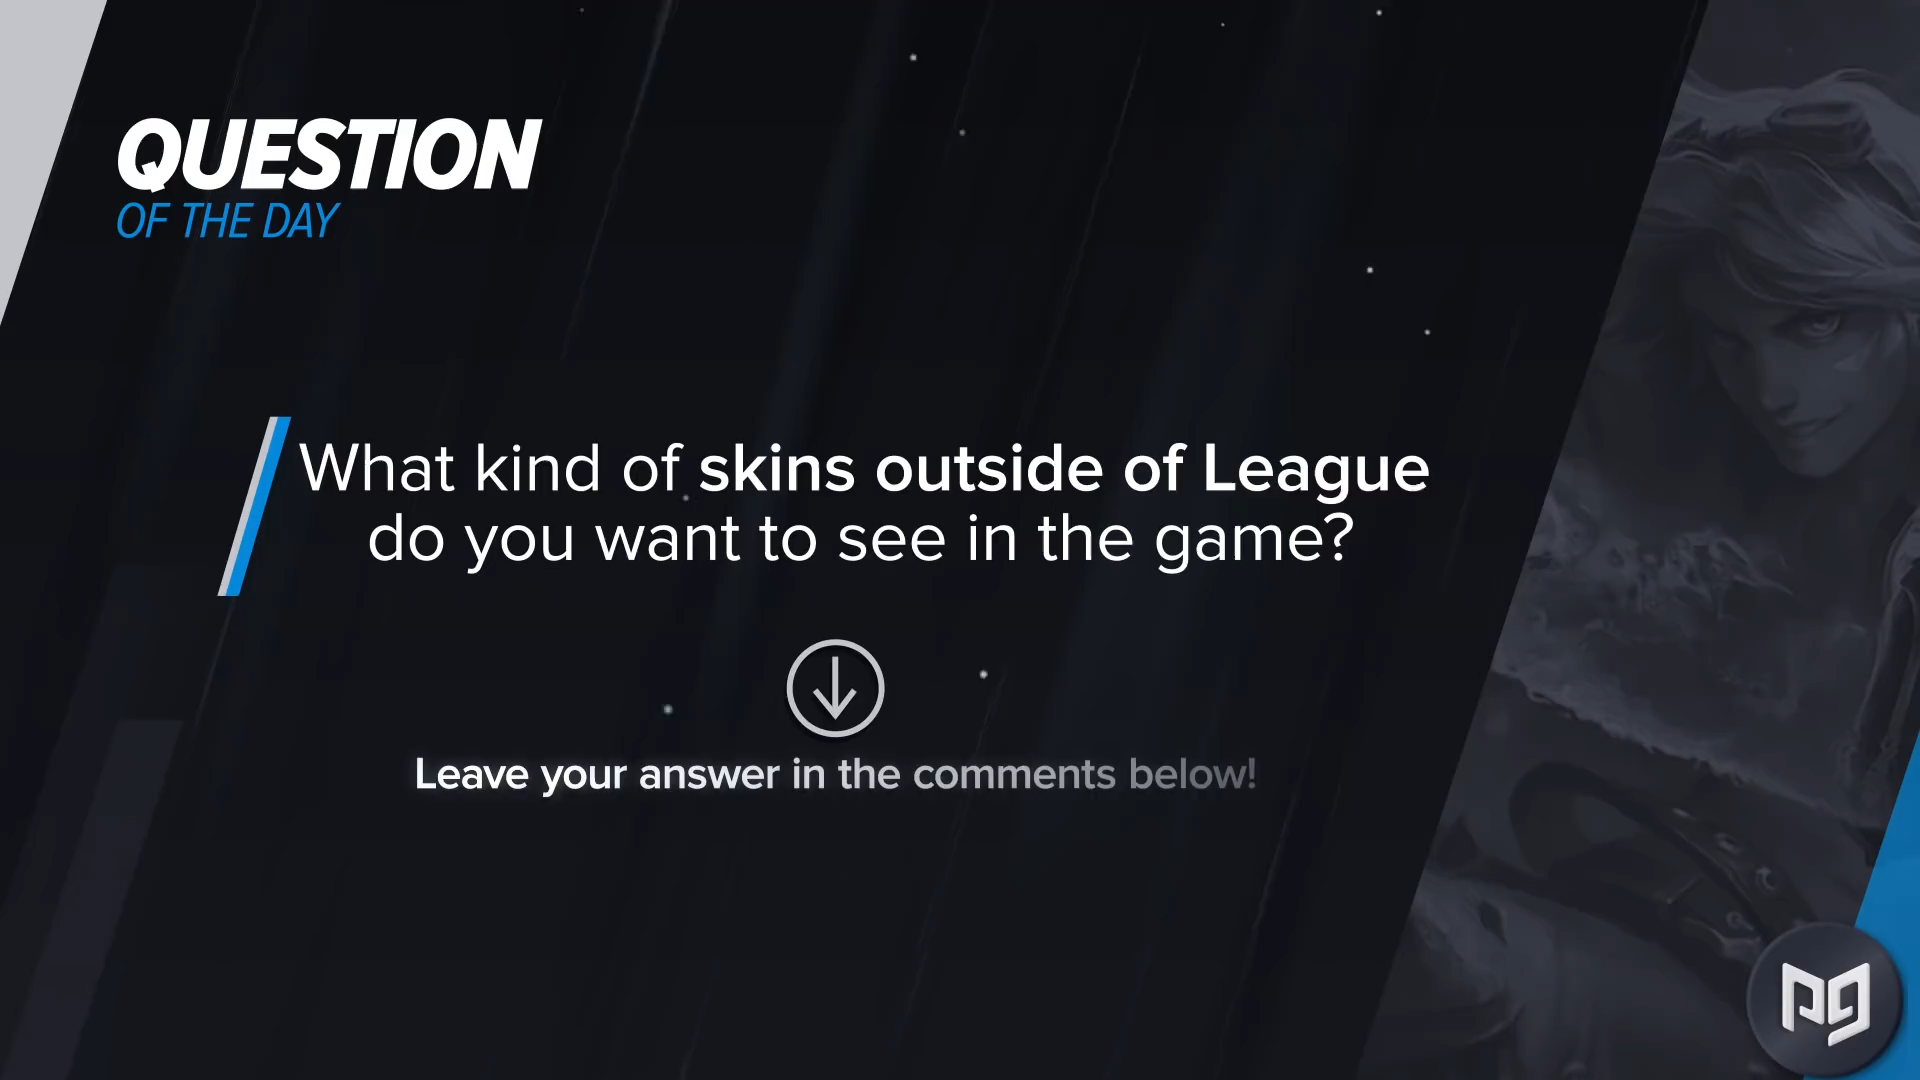 QUESTION
OF THE DAY
What kind of skins outside of League
do you want to see in the game?
Leave your answer in the comments below!
pg